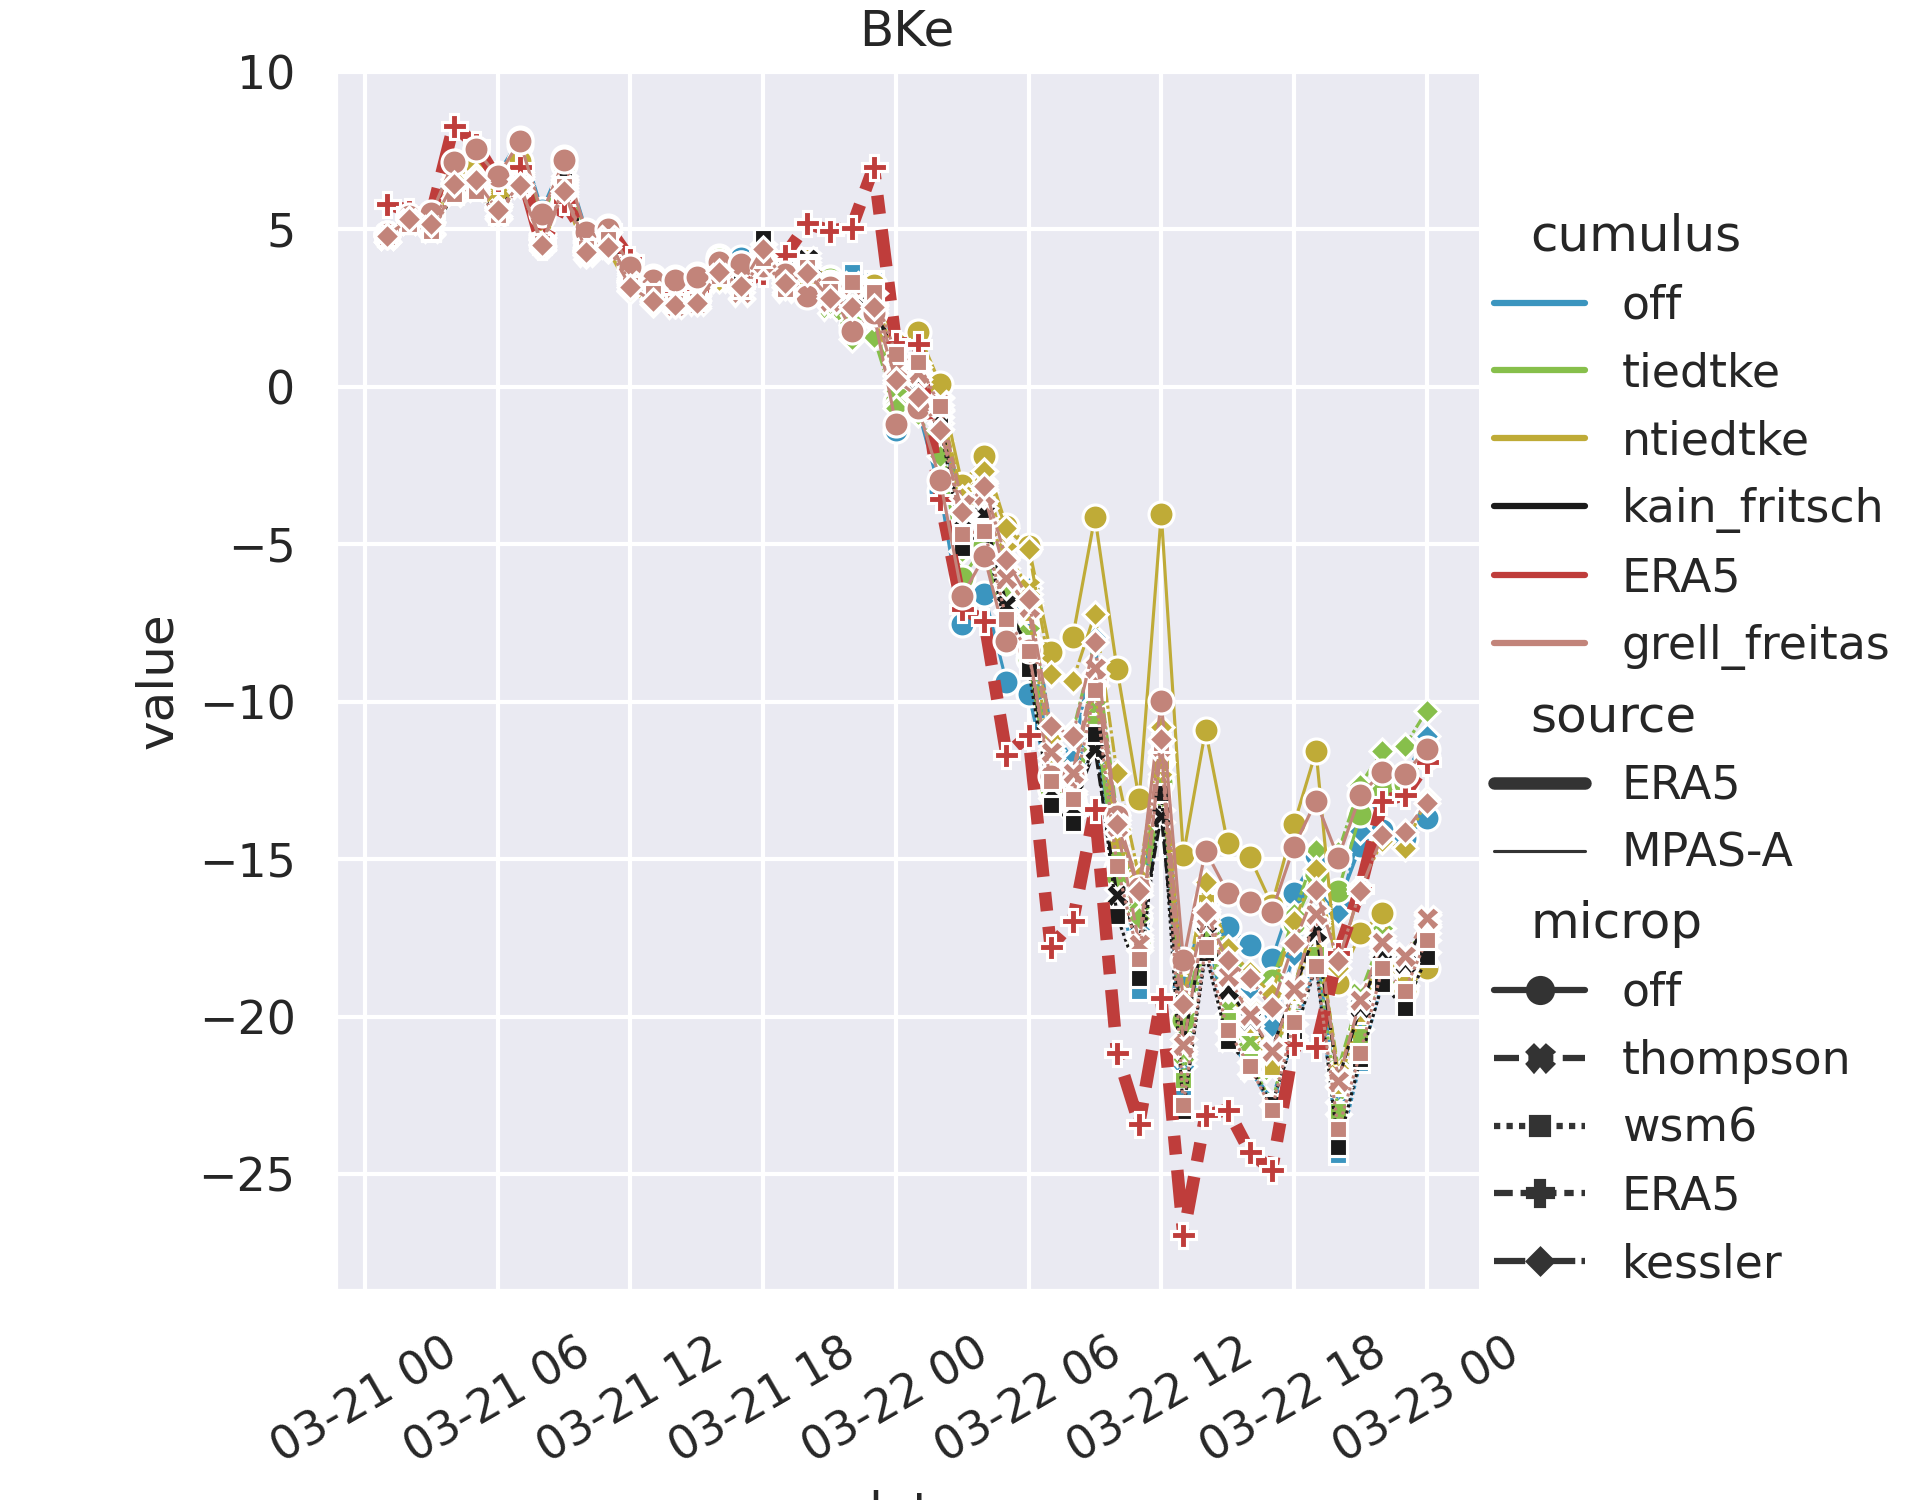 BKe
10
5
0
−5
−10
−15
−20
−25
value
03-21 00
03-21 06
03-21 12
03-21 18
03-22 00
03-22 06
03-22 12
03-22 18
03-23 00
cumulus
off
tiedtke
ntiedtke
kain_fritsch
ERA5
grell_freitas
source
ERA5
MPAS-A
microp
off
thompson
wsm6
ERA5
kessler